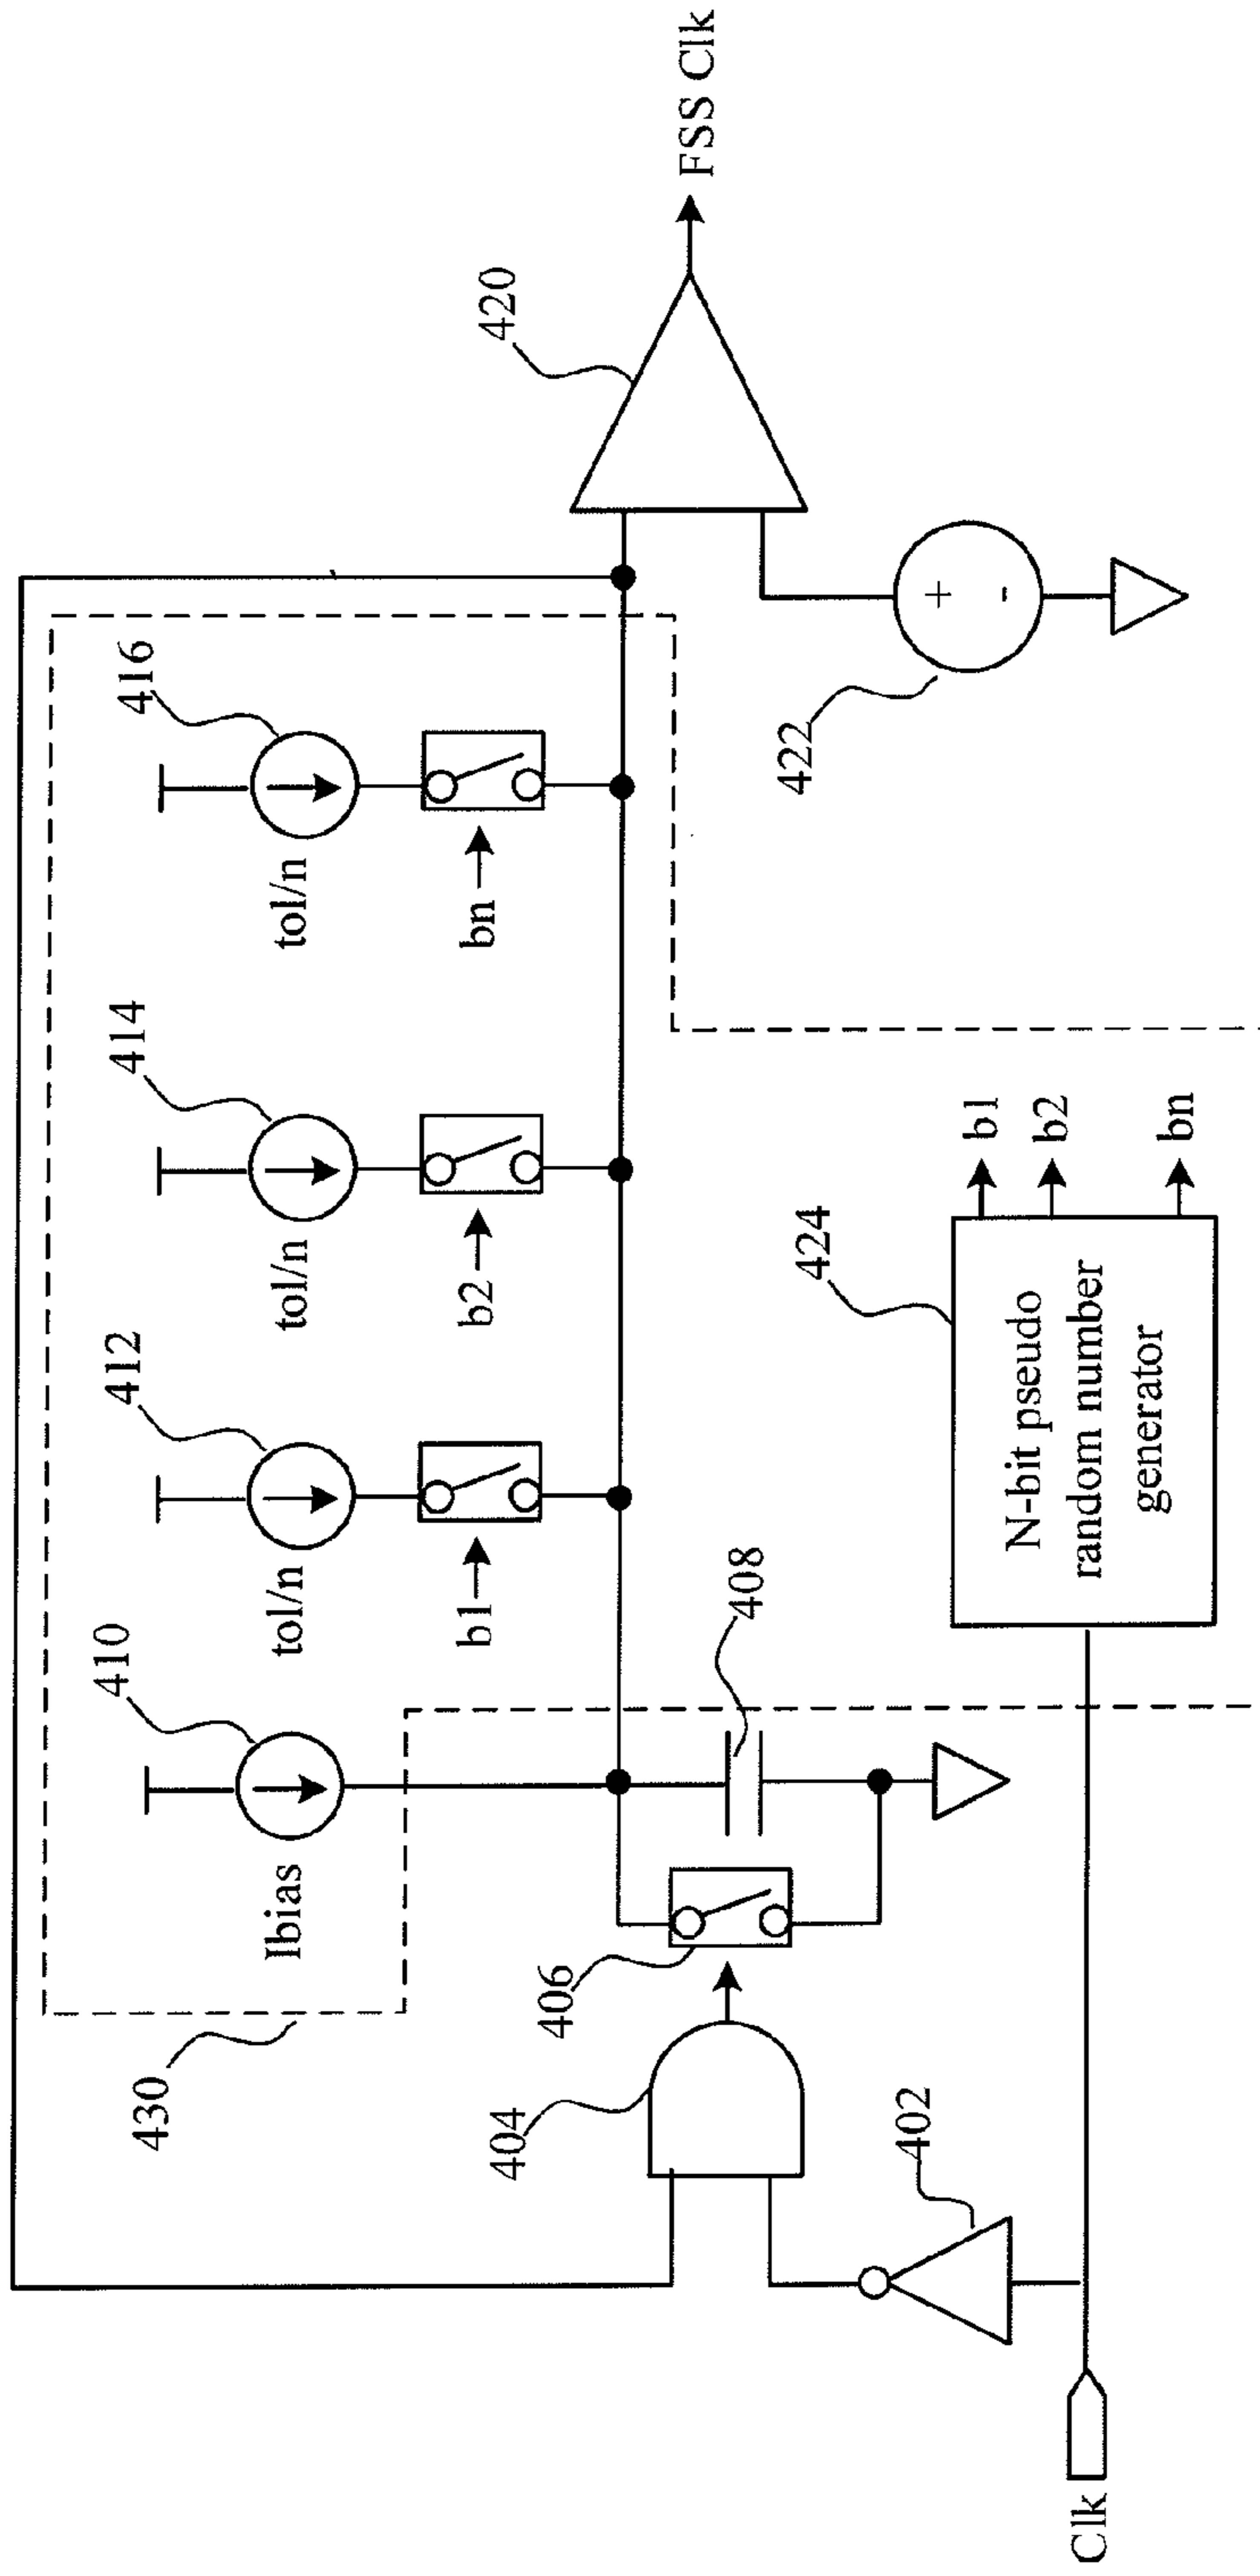 430
410
412
414
416
Ibias
tol/n
tol/n
tol/n
tol/n
b1
b2
bn
420
FSS Clk
404
406
408
402
422
+
-
424
N-bit pseudo
random number
generator
b1
b2
bn
Clk